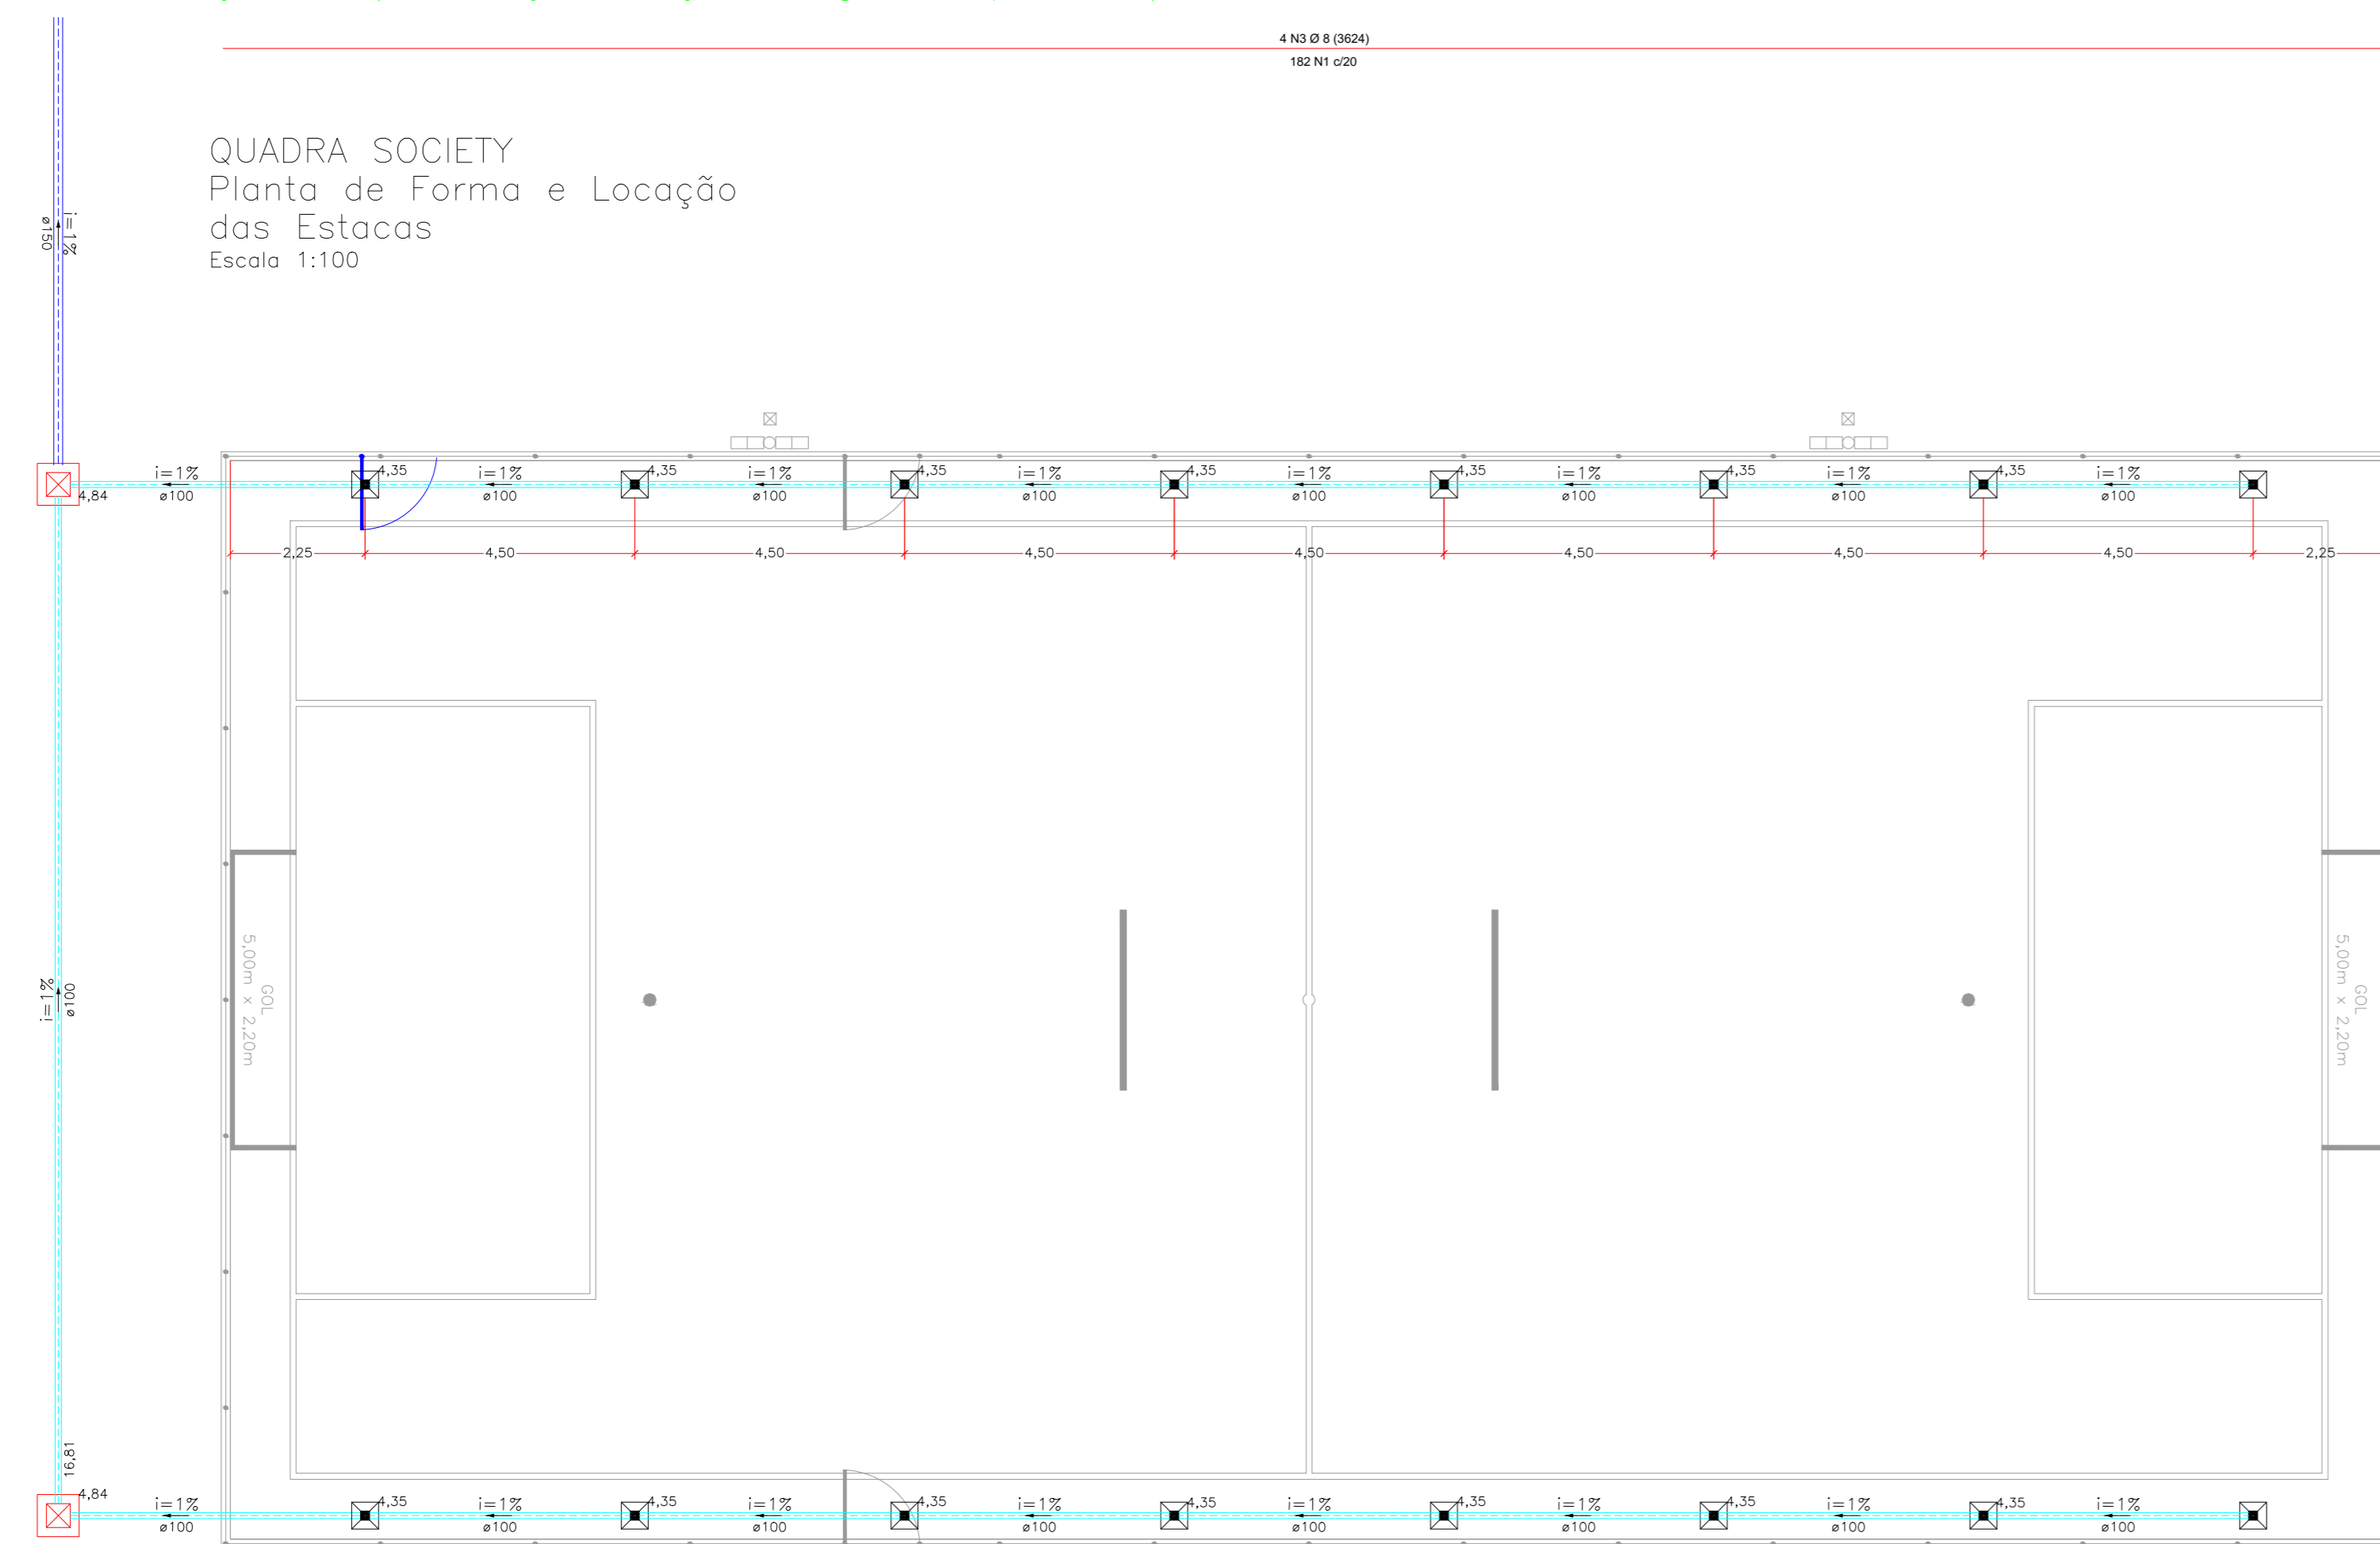 4 N3 Ø 8 (3624)
182 N1 c/20
QUADRA SOCIETY
Planta de Forma e Locação
das Estacas
Escala 1:100
i=1%
ø150
i=1% i=1% i=1% i=1% i=1% i=1% i=1% i=1%
4,84 4,35 4,35 4,35 4,35 4,35 4,35 4,35
ø100 ø100 ø100 ø100 ø100 ø100 ø100 ø100
2,25 4,50 4,50 4,50 4,50 4,50 4,50 4,50 2,25
GOL
5,00m x 2,20m
GOL
5,00m x 2,20m
i=1%
ø100
16,81
4,84 4,35 4,35 4,35 4,35 4,35 4,35 4,35
i=1% i=1% i=1% i=1% i=1% i=1% i=1% i=1%
ø100 ø100 ø100 ø100 ø100 ø100 ø100 ø100